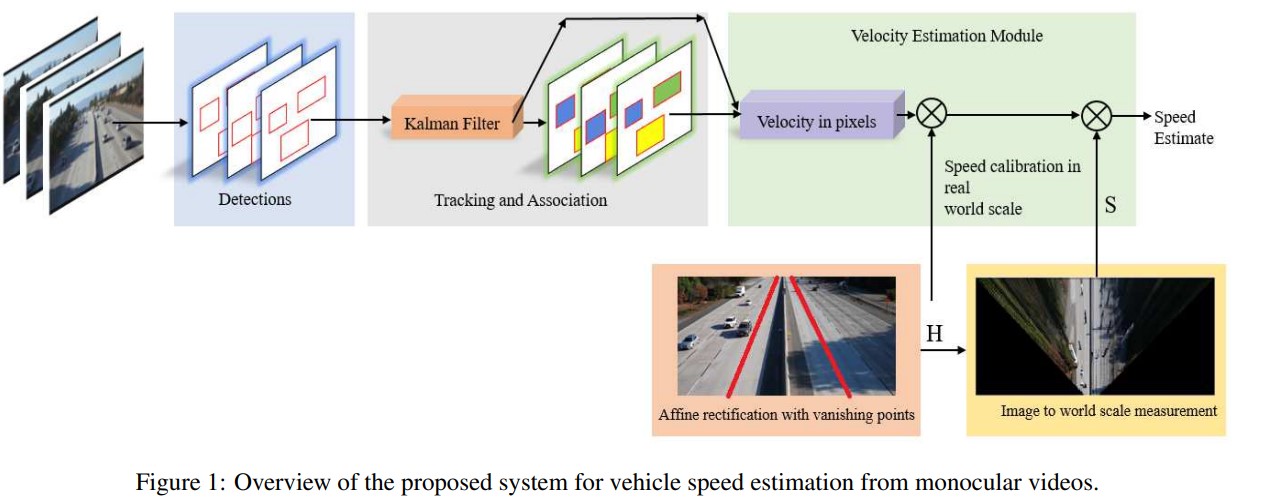 Velocity Estimation Module
Kalman Filter
Velocity in pixels
Speed
Estimate
Detections
Tracking and Association
Speed calibration in
real
world scale
S
H
Affine rectification with vanishing points
Image to world scale measurement
Figure 1: Overview of the proposed system for vehicle speed estimation from monocular videos.